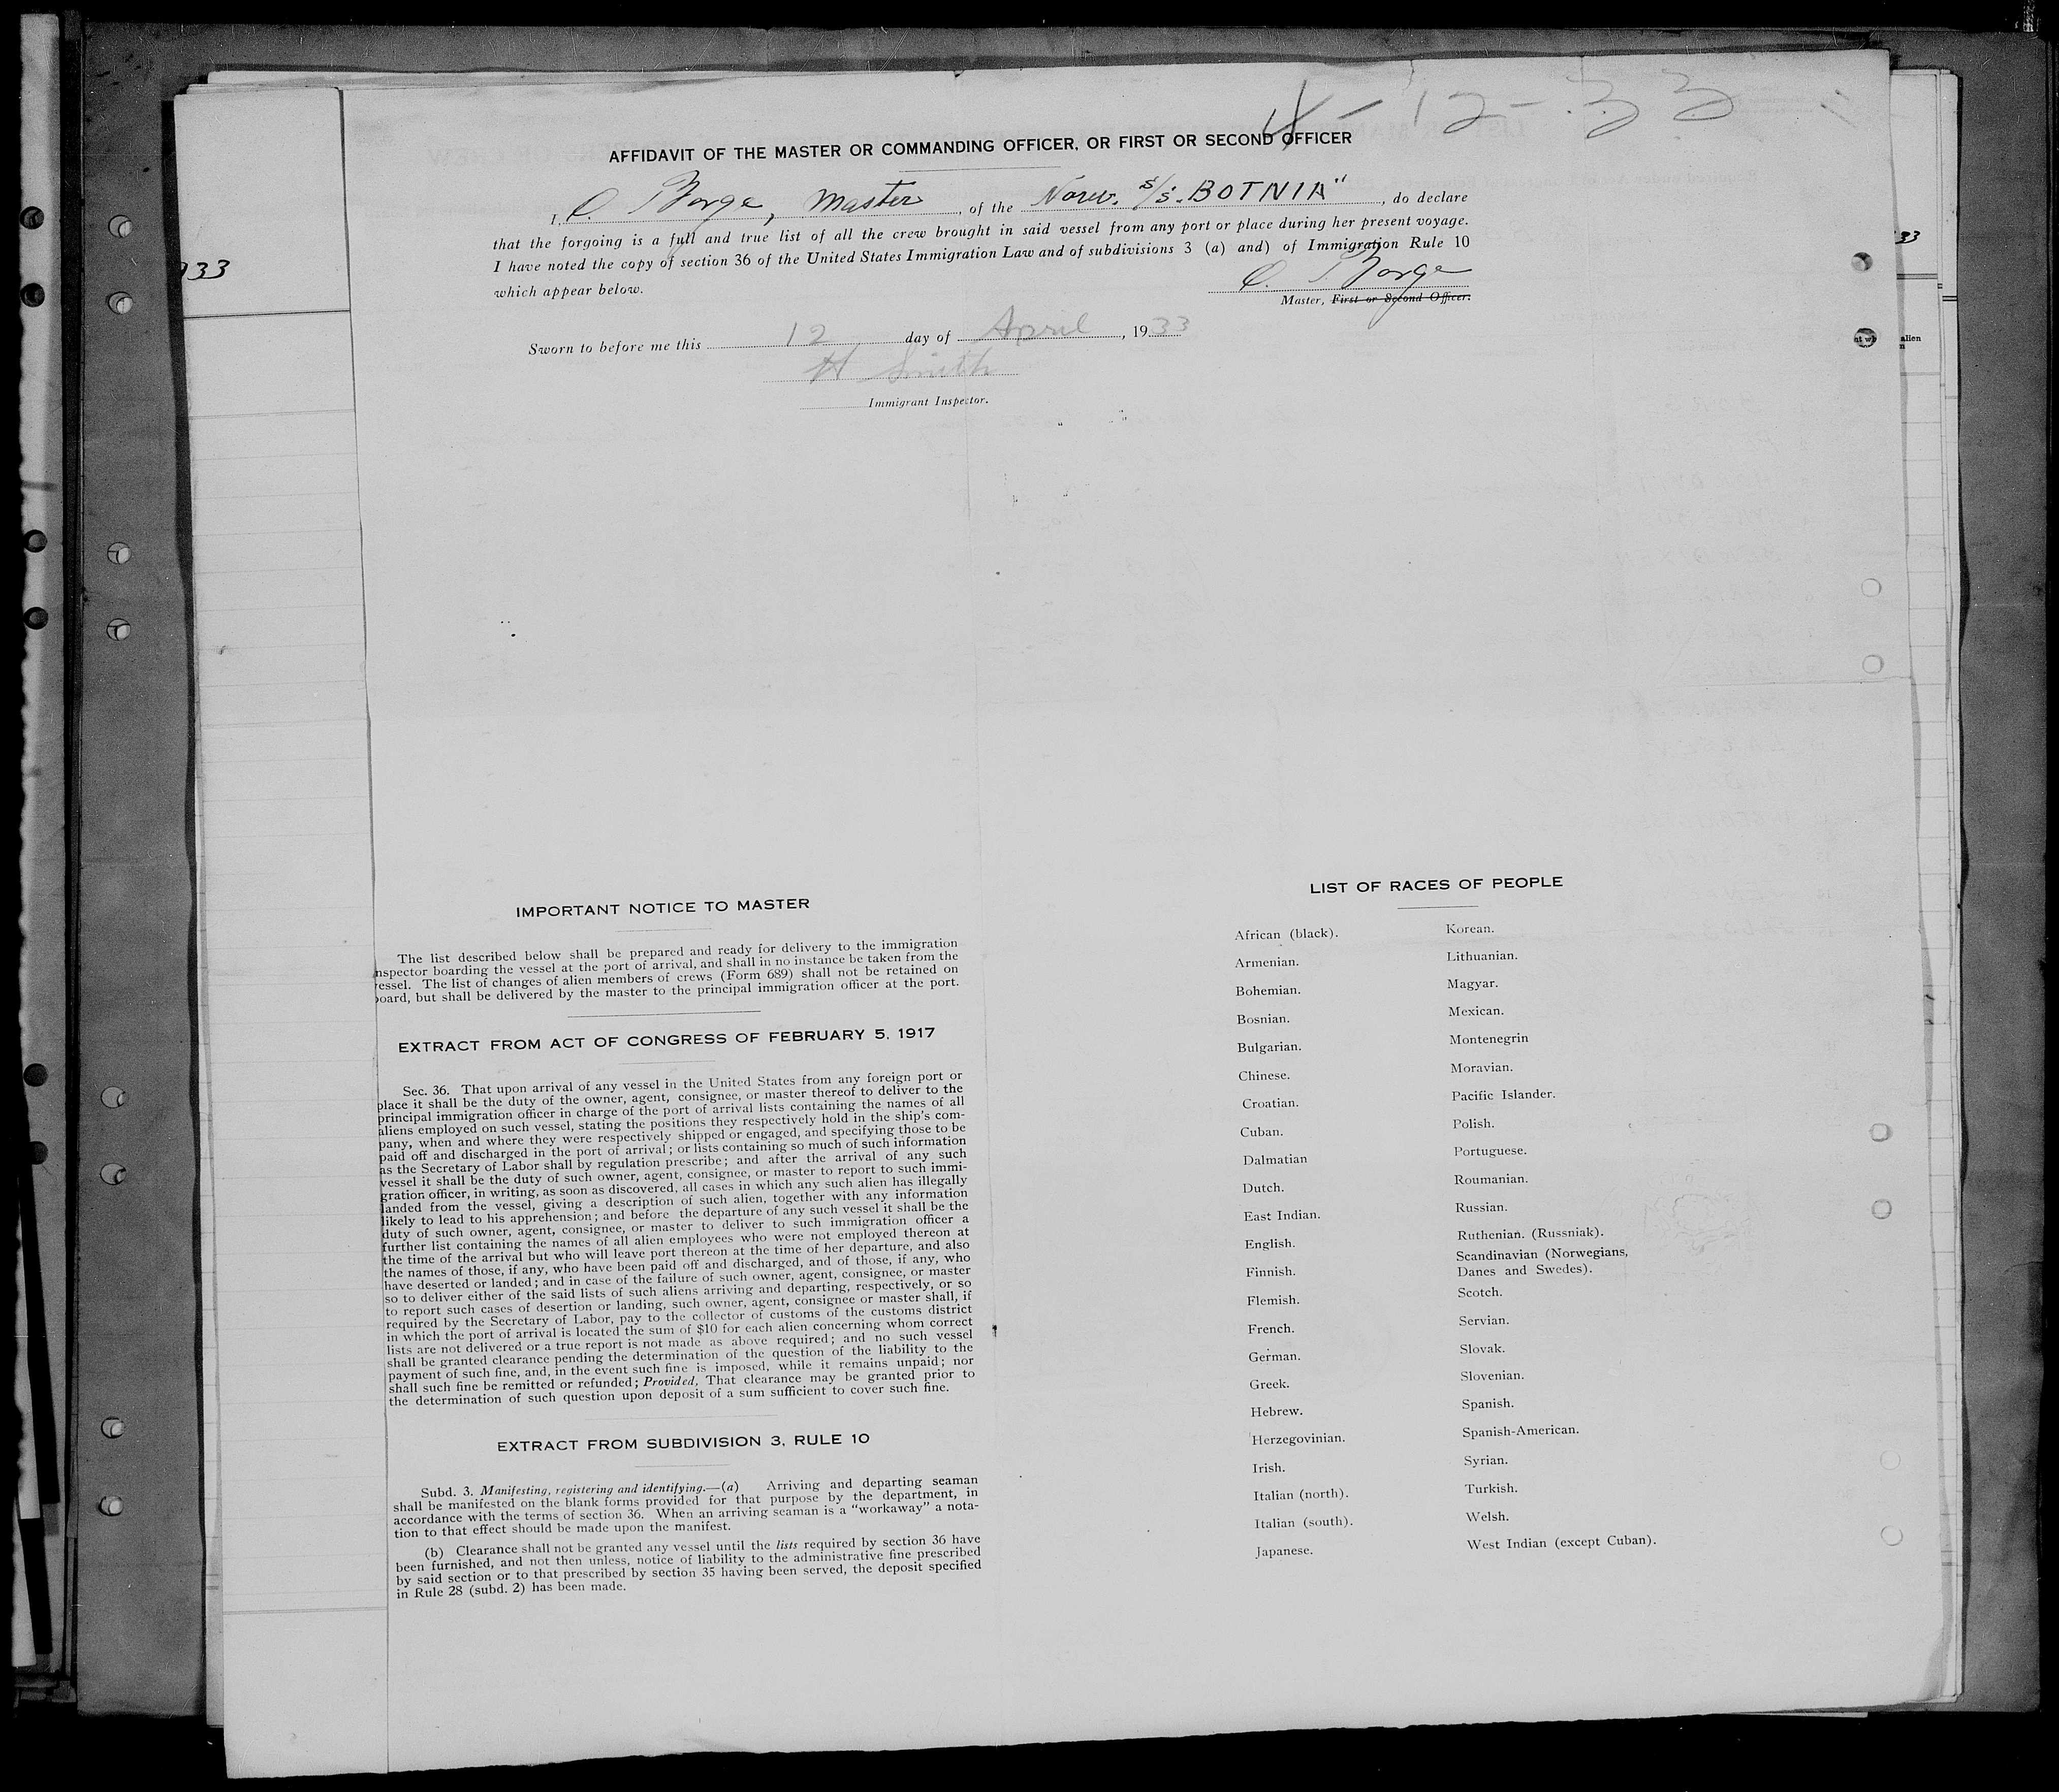 4-12-33
AFFIDAVIT OF THE MASTER OR COMMANDING OFFICER, OR FIRST OR SECOND OFFICER
I, C. Borge, Master, of the Norw. s/s. BOTNIA", do declare
that the forgoing is a full and true list of all the crew brought in said vessel from any port or place during her present voyage.
I have noted the copy of section 36 of the United States Immigration Law and of subdivisions 3 (a) and) of Immigration Rule 10
which appear below.
C. Borge
Master, First or Second Officer.
Sworn to before me this 12 day of April, 1933
H Smith
Immigrant Inspector.
933
33
alien
IMPORTANT NOTICE TO MASTER
The list described below shall be prepared and ready for delivery to the immigration
nspector boarding the vessel at the port of arrival, and shall in no instance be taken from the
essel. The list of changes of alien members of crews (Form 689) shall not be retained on
oard, but shall be delivered by the master to the principal immigration officer at the port.
EXTRACT FROM ACT OF CONGRESS OF FEBRUARY 5, 1917
Sec. 36. That upon arrival of any vessel in the United States from any foreign port or
place it shall be the duty of the owner, agent, consignee, or master thereof to deliver to the
principal immigration officer in charge of the port of arrival lists containing the names of all
aliens employed on such vessel, stating the positions they respectively hold in the ship's com-
pany, when and where they were respectively shipped or engaged, and specifying those to be
paid off and discharged in the port of arrival; or lists containing so much of such information
as the Secretary of Labor shall by regulation prescribe; and after the arrival of any such
vessel it shall be the duty of such owner, agent, consignee, or master to report to such immi-
gration officer, in writing, as soon as discovered, all cases in which any such alien has illegally
landed from the vessel, giving a description of such alien, together with any information
likely to lead to his apprehension; and before the departure of any such vessel it shall be the
duty of such owner, agent, consignee, or master to deliver to such immigration officer a
further list containing the names of all alien employees who were not employed thereon at
the time of the arrival but who will leave port thereon at the time of her departure, and also
the names of those, if any, who have been paid off and discharged, and of those, if any, who
have deserted or landed; and in case of the failure of such owner, agent, consignee, or master
so to deliver either of the said lists of such aliens arriving and departing, respectively, or so
to report such cases of desertion or landing, such owner, agent, consignee or master shall, if
required by the Secretary of Labor, pay to the collector of customs of the customs district
in which the port of arrival is located the sum of $10 for each alien concerning whom correct
lists are not delivered or a true report is not made as above required; and no such vessel
shall be granted clearance pending the determination of the question of the liability to the
payment of such fine, and, in the event such fine is imposed, while it remains unpaid; nor
shall such fine be remitted or refunded; Provided, That clearance may be granted prior to
the determination of such question upon deposit of a sum sufficient to cover such fine.
EXTRACT FROM SUBDIVISION 3, RULE 10
Subd. 3. Manifesting, registering and identifying.—(a) Arriving and departing seaman
shall be manifested on the blank forms provided for that purpose by the department, in
accordance with the terms of section 36. When an arriving seaman is a "workaway" a nota-
tion to that effect should be made upon the manifest.
(b) Clearance shall not be granted any vessel until the lists required by section 36 have
been furnished, and not then unless, notice of liability to the administrative fine prescribed
by said section or to that prescribed by section 35 having been served, the deposit specified
in Rule 28 (subd. 2) has been made.
LIST OF RACES OF PEOPLE
African (black).
Armenian.
Bohemian.
Bosnian.
Bulgarian.
Chinese.
Croatian.
Cuban.
Dalmatian
Dutch.
East Indian.
English.
Finnish.
Flemish.
French.
German.
Greek.
Hebrew.
Herzegovinian.
Irish.
Italian (north).
Italian (south).
Japanese.
Korean.
Lithuanian.
Magyar.
Mexican.
Montenegrin
Moravian.
Pacific Islander.
Polish.
Portuguese.
Roumanian.
Russian.
Ruthenian. (Russniak).
Scandinavian (Norwegians,
Danes and Swedes).
Scotch.
Servian.
Slovak.
Slovenian.
Spanish.
Spanish-American.
Syrian.
Turkish.
Welsh.
West Indian (except Cuban).